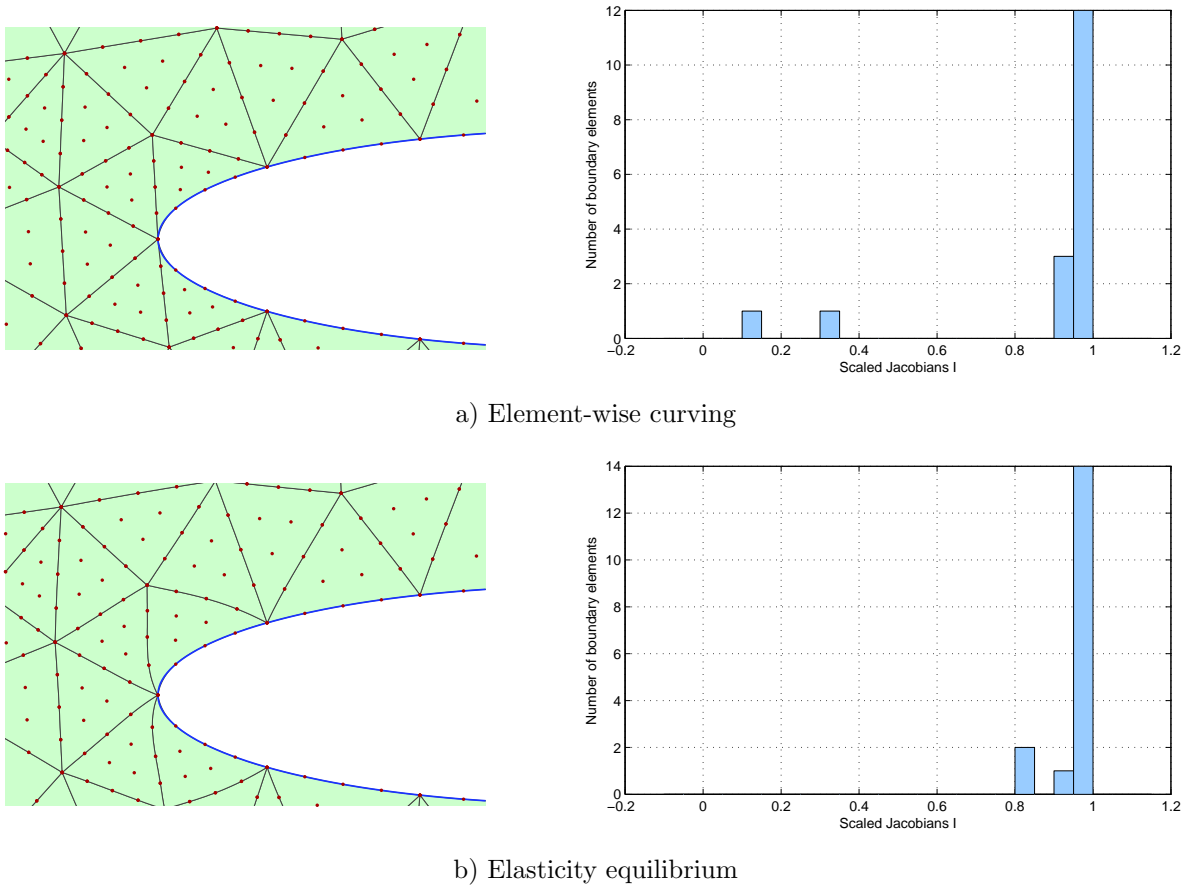 12
10
8
6
4
2
0
Number of boundary elements
−0.2 0 0.2 0.4 0.6 0.8 1 1.2
Scaled Jacobians I
a) Element-wise curving
14
12
10
8
6
4
2
0
Number of boundary elements
−0.2 0 0.2 0.4 0.6 0.8 1 1.2
Scaled Jacobians I
b) Elasticity equilibrium